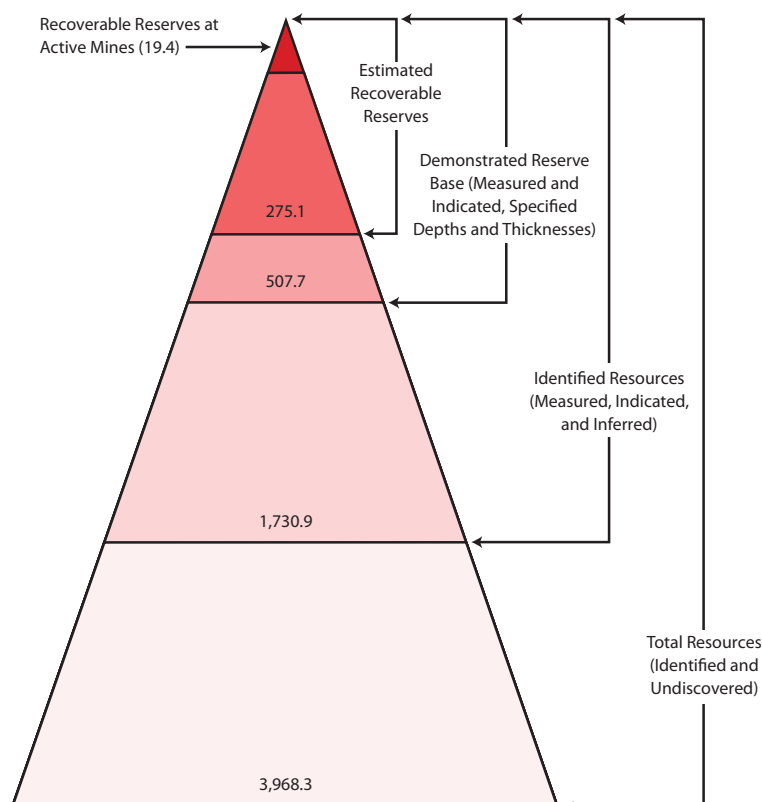 Recoverable Reserves at
Active Mines (19.4)
Estimated
Recoverable
Reserves
Demonstrated Reserve
Base (Measured and
Indicated, Specified
Depths and Thicknesses)
275.1
507.7
Identified Resources
(Measured, Indicated,
and Inferred)
1,730.9
Total Resources
(Identified and
Undiscovered)
3,968.3